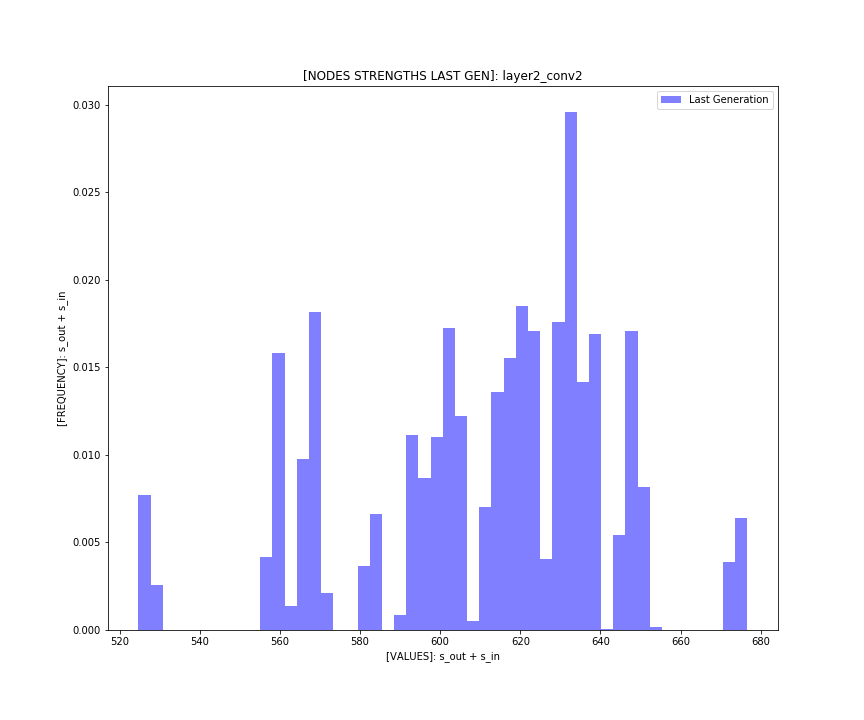 [NODES STRENGTHS LAST GEN]: layer2_conv2
Last Generation
0.030
0.025
0.020
0.015
0.010
0.005
0.000
[FREQUENCY]: s_out + s_in
520 540 560 580 600 620 640 660 680
[VALUES]: s_out + s_in